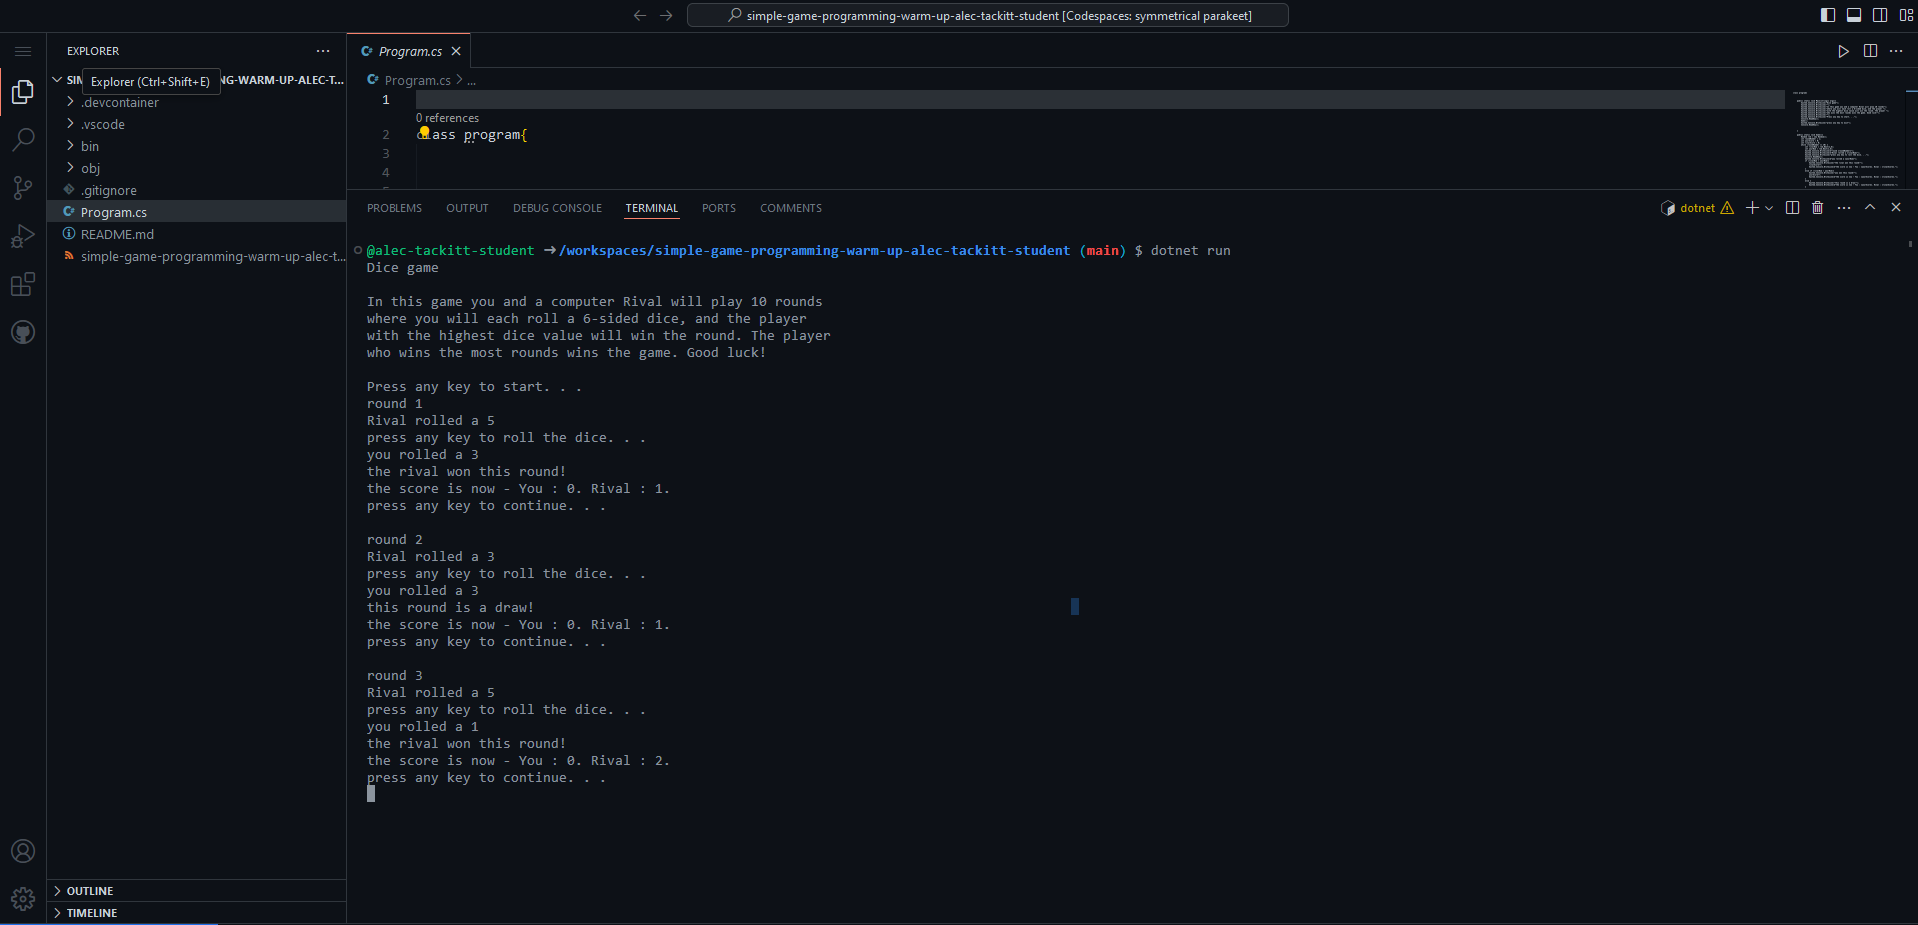 simple-game-programming-warm-up-alec-tackitt-student [Codespaces: symmetrical parakeet]
EXPLORER
Program.cs
Explorer (Ctrl+Shift+E)
NG-WARM-UP-ALEC-T...
.devcontainer
.vscode
bin
obj
.gitignore
Program.cs
README.md
simple-game-programming-warm-up-alec-t...
OUTLINE
TIMELINE
Program.cs > ...
1
0 references
2 class program{
3
4
PROBLEMS OUTPUT DEBUG CONSOLE TERMINAL PORTS COMMENTS
dotnet
@alec-tackitt-student ➜/workspaces/simple-game-programming-warm-up-alec-tackitt-student (main) $ dotnet run
Dice game
In this game you and a computer Rival will play 10 rounds
where you will each roll a 6-sided dice, and the player
with the highest dice value will win the round. The player
who wins the most rounds wins the game. Good luck!
Press any key to start. . .
round 1
Rival rolled a 5
press any key to roll the dice. . .
you rolled a 3
the rival won this round!
the score is now - You : 0. Rival : 1.
press any key to continue. . .
round 2
Rival rolled a 3
press any key to roll the dice. . .
you rolled a 3
this round is a draw!
the score is now - You : 0. Rival : 1.
press any key to continue. . .
round 3
Rival rolled a 5
press any key to roll the dice. . .
you rolled a 1
the rival won this round!
the score is now - You : 0. Rival : 2.
press any key to continue. . .